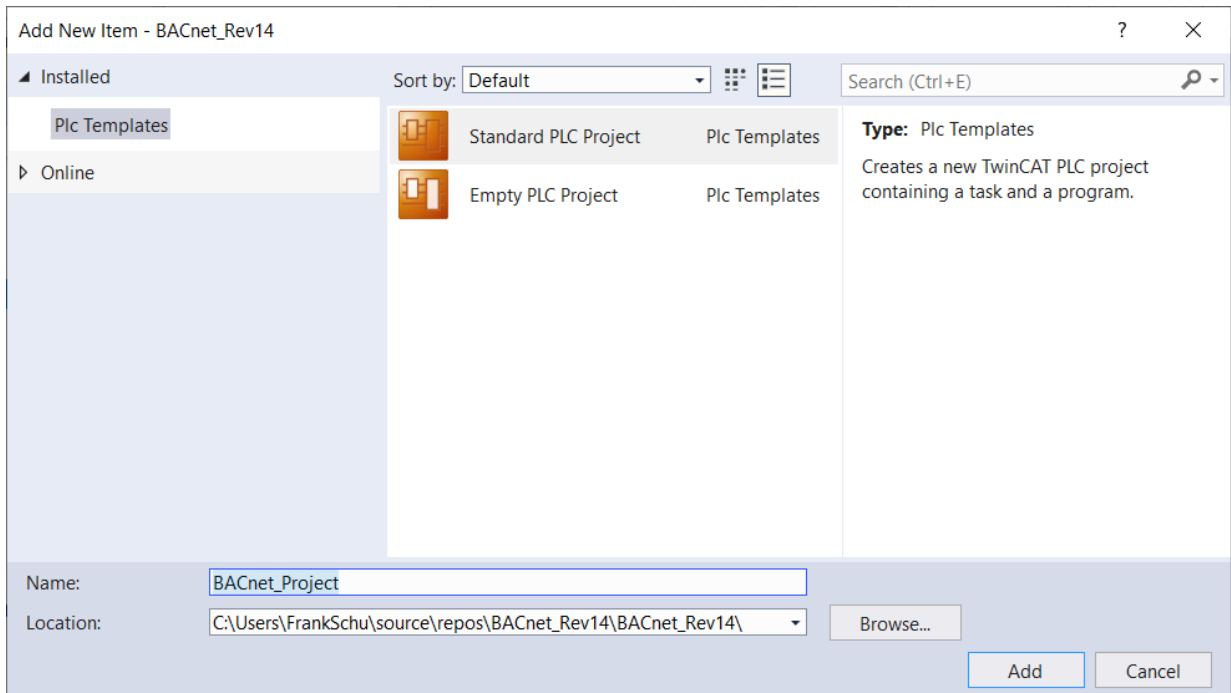 Add New Item - BACnet_Rev14
?
Installed
Sort by: Default
Search (Ctrl+E)
Plc Templates
Online
Standard PLC Project Plc Templates
Empty PLC Project Plc Templates
Type: Plc Templates
Creates a new TwinCAT PLC project
containing a task and a program.
Name: BACnet_Project
Location: C:\Users\FrankSchu\source\repos\BACnet_Rev14\BACnet_Rev14\
Browse...
Add Cancel